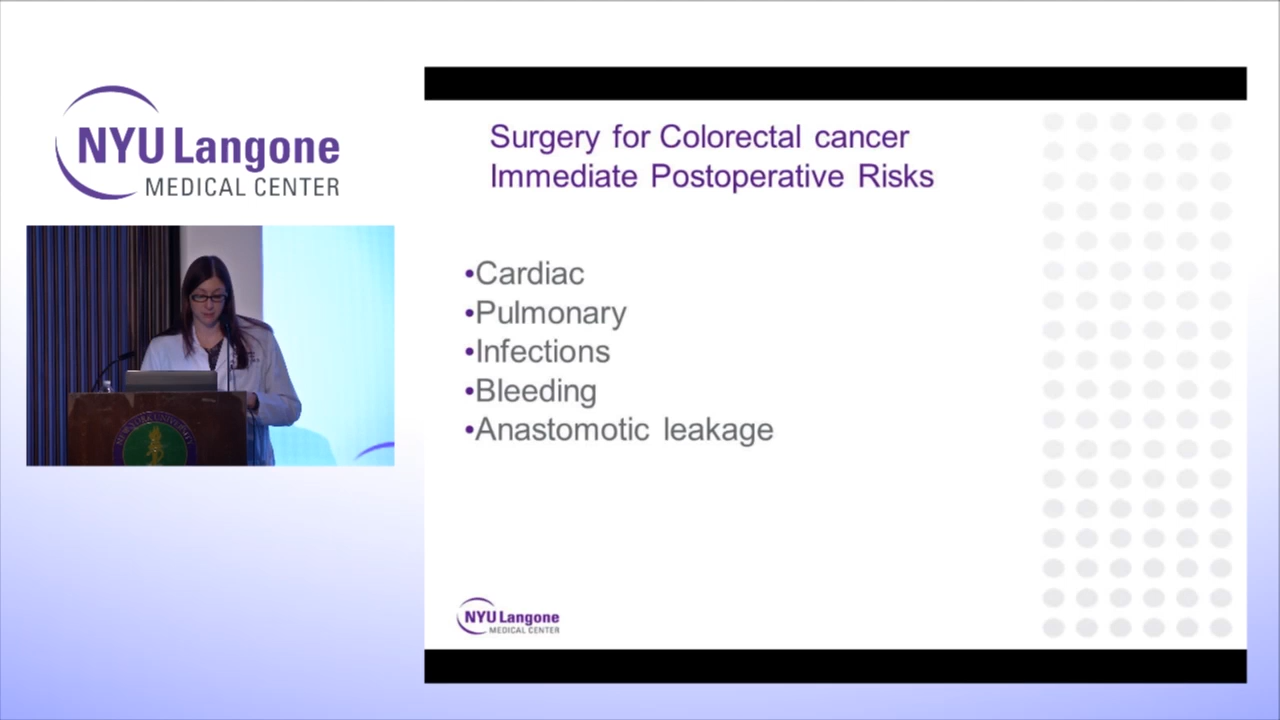 NYU Langone
MEDICAL CENTER
Surgery for Colorectal cancer
Immediate Postoperative Risks
•Cardiac
•Pulmonary
•Infections
•Bleeding
•Anastomotic leakage
NYU Langone
MEDICAL CENTER